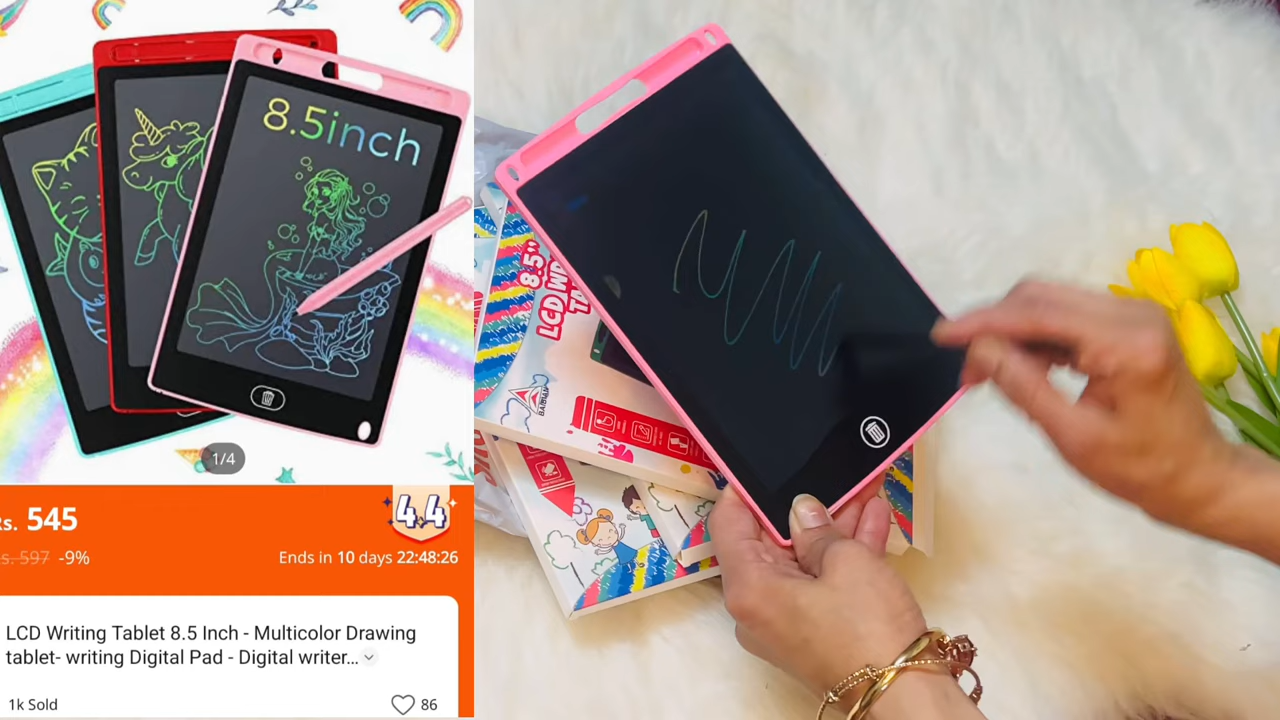 8.5inch
1/4
Rs. 545
4.4
Rs. 597 -9%
Ends in 10 days 22:48:26
LCD Writing Tablet 8.5 Inch - Multicolor Drawing
tablet- writing Digital Pad - Digital writer...
1k Sold
86
8.5"
LCD WR
TA